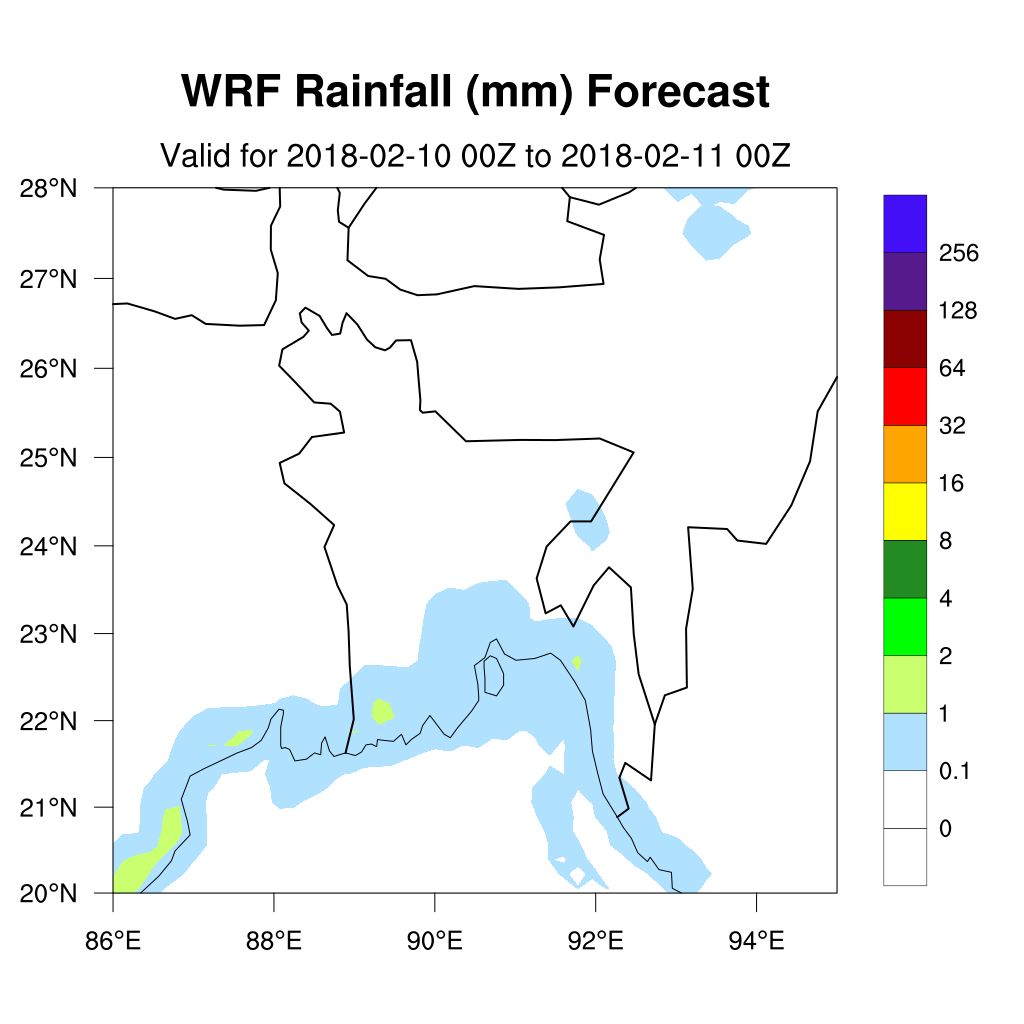 WRF Rainfall (mm) Forecast
Valid for 2018-02-10 00Z to 2018-02-11 00Z
28°N
27°N
26°N
25°N
24°N
23°N
22°N
21°N
20°N
86°E 88°E 90°E 92°E 94°E
256
128
64
32
16
8
4
2
1
0.1
0